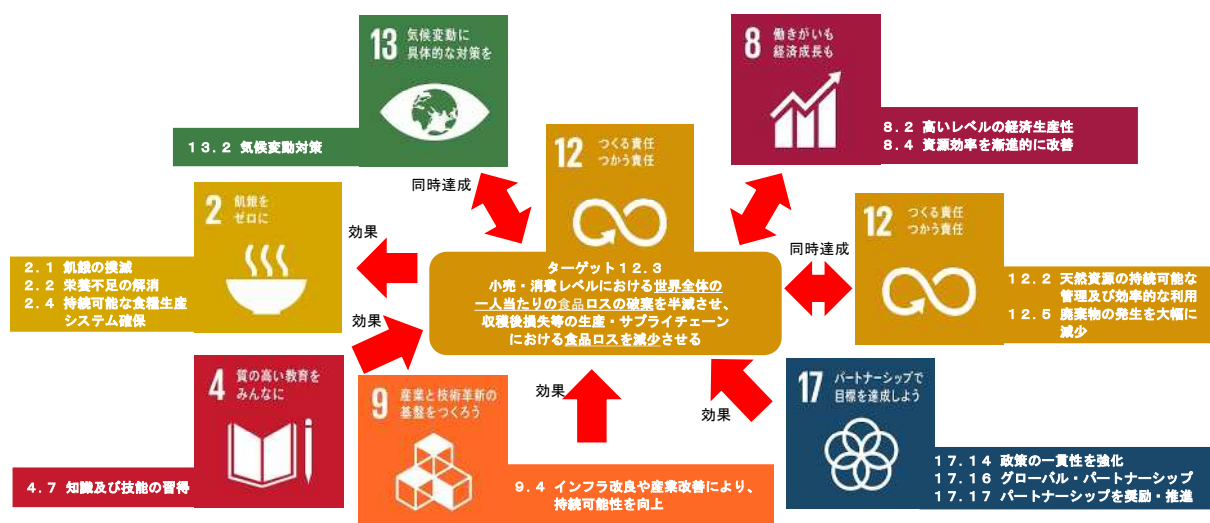 13 気候変動に
具体的な対策を
13.2 気候変動対策
8 働きがいも
経済成長も
8.2 高いレベルの経済生産性
8.4 資源効率を漸進的に改善
12 つくる責任
つかう責任
同時達成
2 飢餓を
ゼロに
効果
2.1 飢餓の撲滅
2.2 栄養不足の解消
2.4 持続可能な食糧生産
システム確保
ターゲット12.3
小売・消費レベルにおける世界全体の
一人当たりの食品ロスの破棄を半減させ、
収穫後損失等の生産・サプライチェーン
における食品ロスを減少させる
同時達成
12 つくる責任
つかう責任
12.2 天然資源の持続可能な
管理及び効率的な利用
12.5 廃棄物の発生を大幅に
減少
効果
4 質の高い教育を
みんなに
4.7 知識及び技能の習得
9 産業と技術革新の
基盤をつくろう
効果
9.4 インフラ改良や産業改善により、
持続可能性を向上
効果
17 パートナーシップで
目標を達成しよう
17.14 政策の一貫性を強化
17.16 グローバル・パートナーシップ
17.17 パートナーシップを奨励・推進